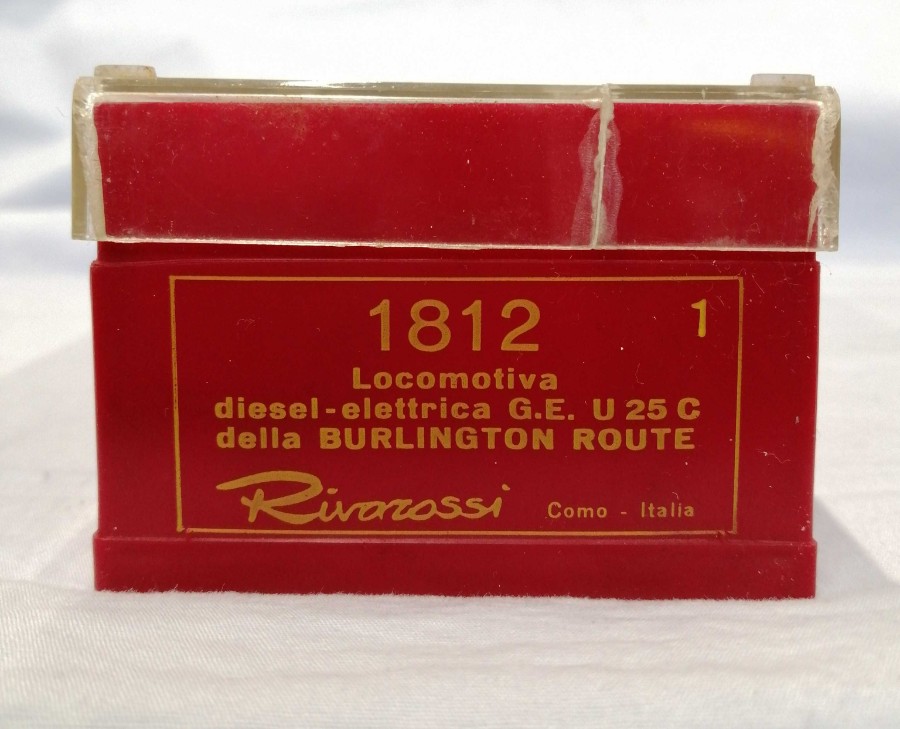 1812 1
Locomotiva
diesel-elettrica G.E. U 25 C
della BURLINGTON ROUTE
Rivarossi Como - Italia